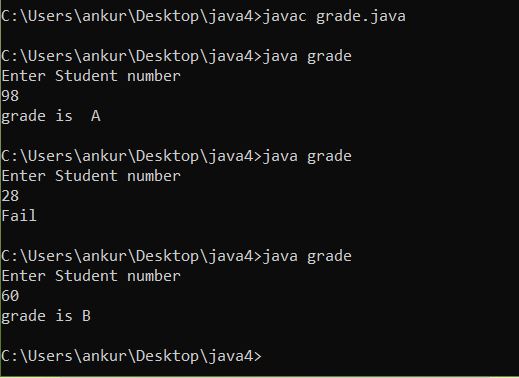 C:\Users\ankur\Desktop\java4>javac grade.java
C:\Users\ankur\Desktop\java4>java grade
Enter Student number
98
grade is  A
C:\Users\ankur\Desktop\java4>java grade
Enter Student number
28
Fail
C:\Users\ankur\Desktop\java4>java grade
Enter Student number
60
grade is B
C:\Users\ankur\Desktop\java4>